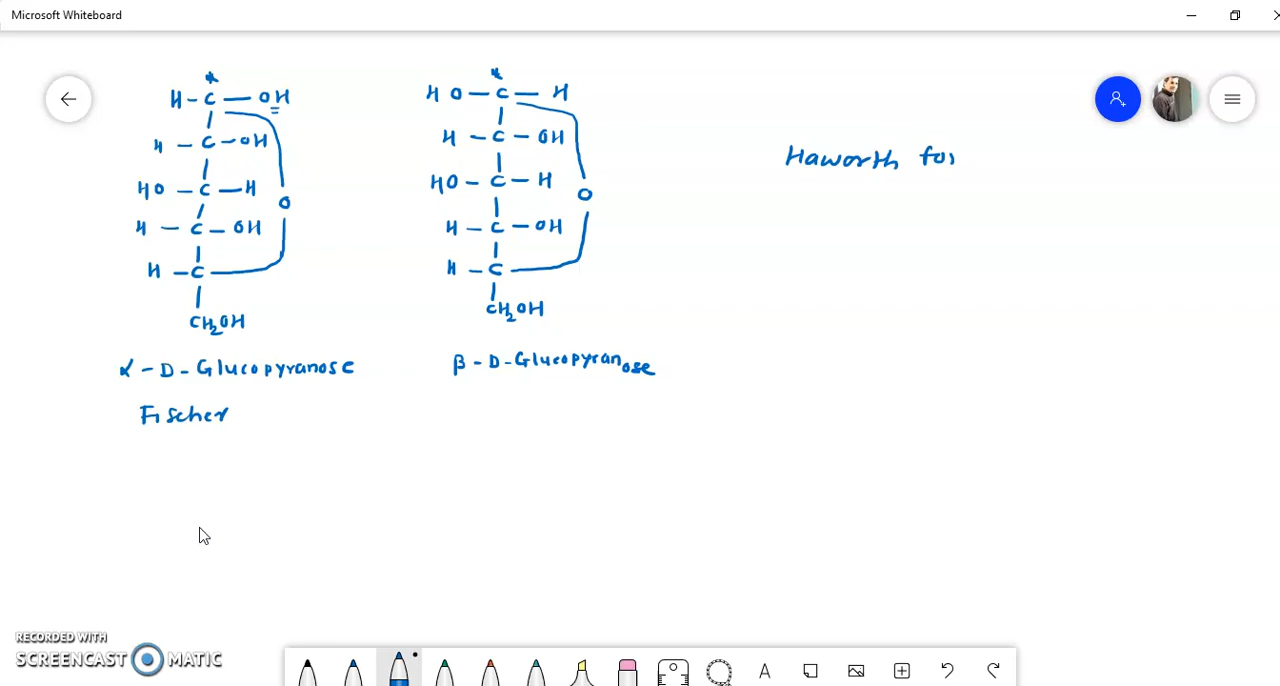 Microsoft Whiteboard
*
H-C-OH
H-C-OH
HO-C-H
O
H-C-OH
H-C
CH2OH
α-D-Glucopyranose
Fischer
*
HO-C-H
H-C-OH
HO-C-H
O
H-C-OH
H-C
CH2OH
β-D-Glucopyranose
Haworth for
RECORDED WITH
SCREENCAST MATIC
A